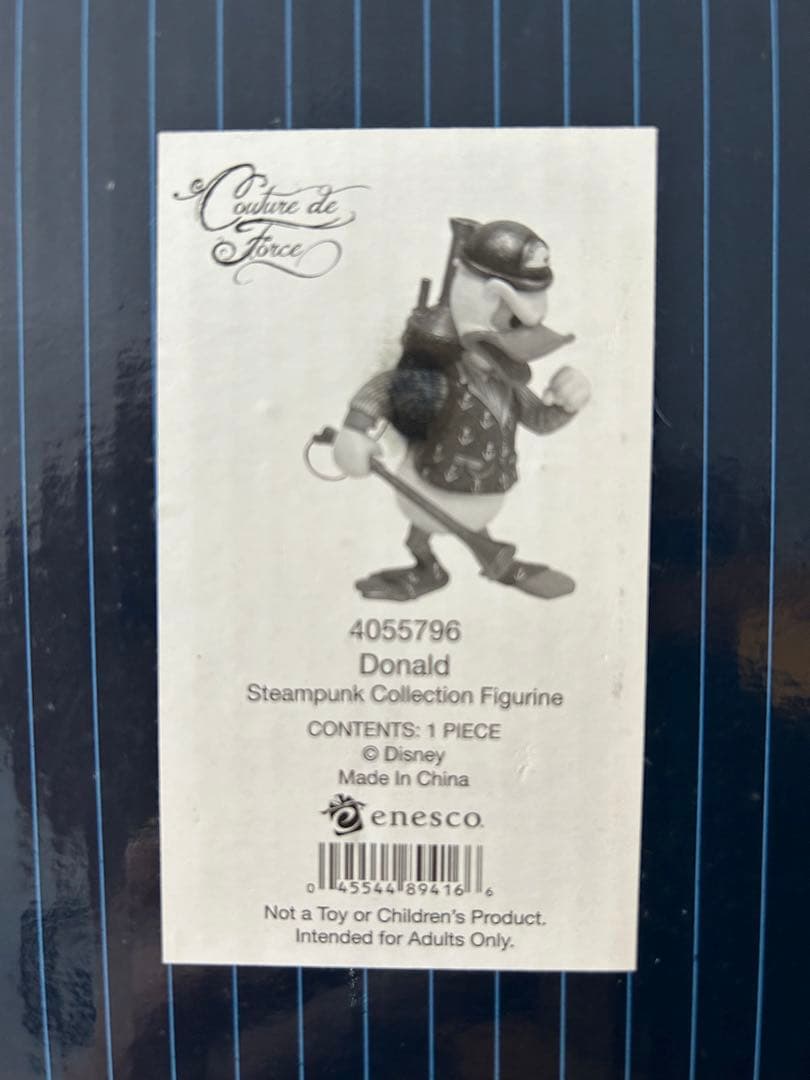 Couture de
Force
4055796
Donald
Steampunk Collection Figurine
CONTENTS: 1 PIECE
© Disney
Made In China
enesco.
0 45544 89416 6
Not a Toy or Children's Product.
Intended for Adults Only.